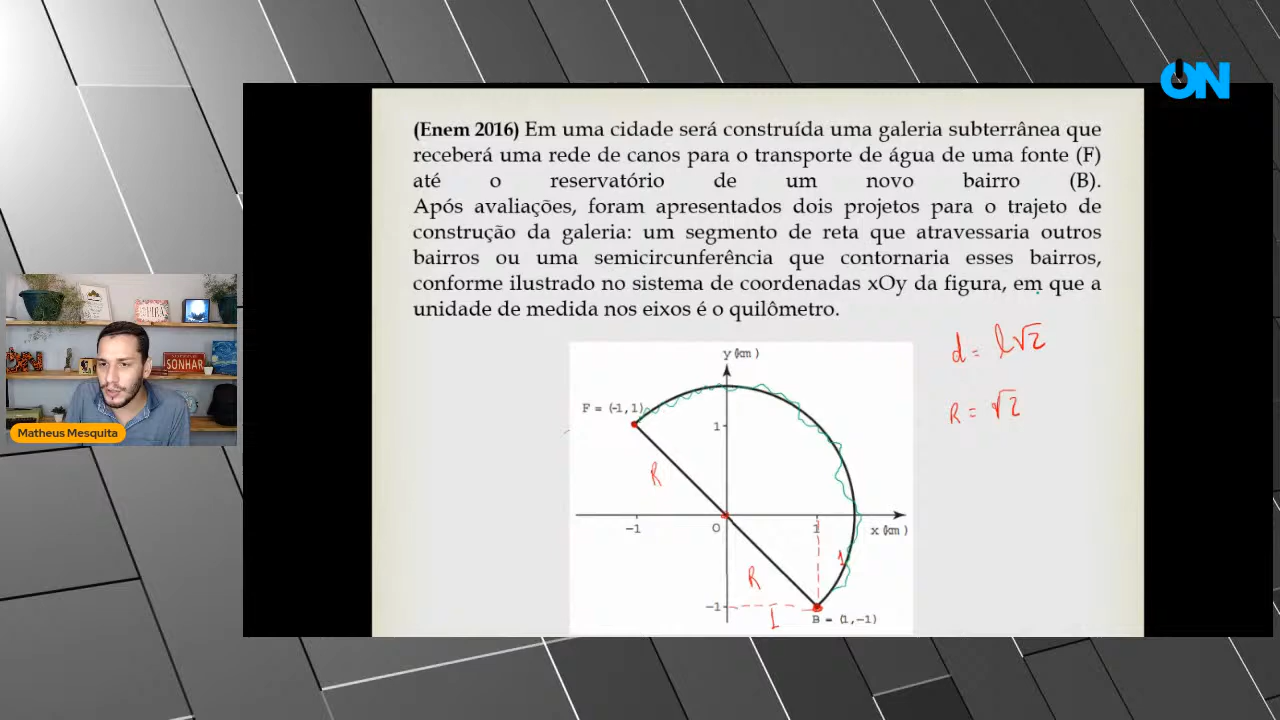 ON
(Enem 2016) Em uma cidade será construída uma galeria subterrânea que
receberá uma rede de canos para o transporte de água de uma fonte (F)
até o reservatório de um novo bairro (B).
Após avaliações, foram apresentados dois projetos para o trajeto de
construção da galeria: um segmento de reta que atravessaria outros
bairros ou uma semicircunferência que contornaria esses bairros,
conforme ilustrado no sistema de coordenadas xOy da figura, em que a
unidade de medida nos eixos é o quilômetro.
d = l√2
y (km)
R = √2
F = (-1, 1)
1
R
-1
O
1
x (km)
1
R
-1
1
B = (1, -1)
SONHAR
Matheus Mesquita